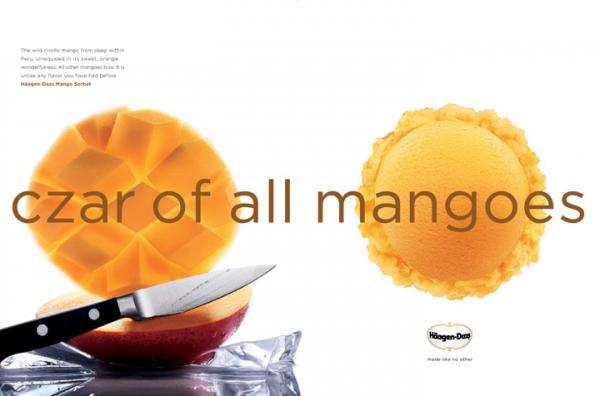 The wild criollo mango from deep within
Peru. Unequaled in its sweet, orange
wonderfulness. All other mangoes bow. It is
unlike any flavor you have had before.
Häagen-Dazs Mango Sorbet
czar of all mangoes
Häagen-Dazs
made like no other